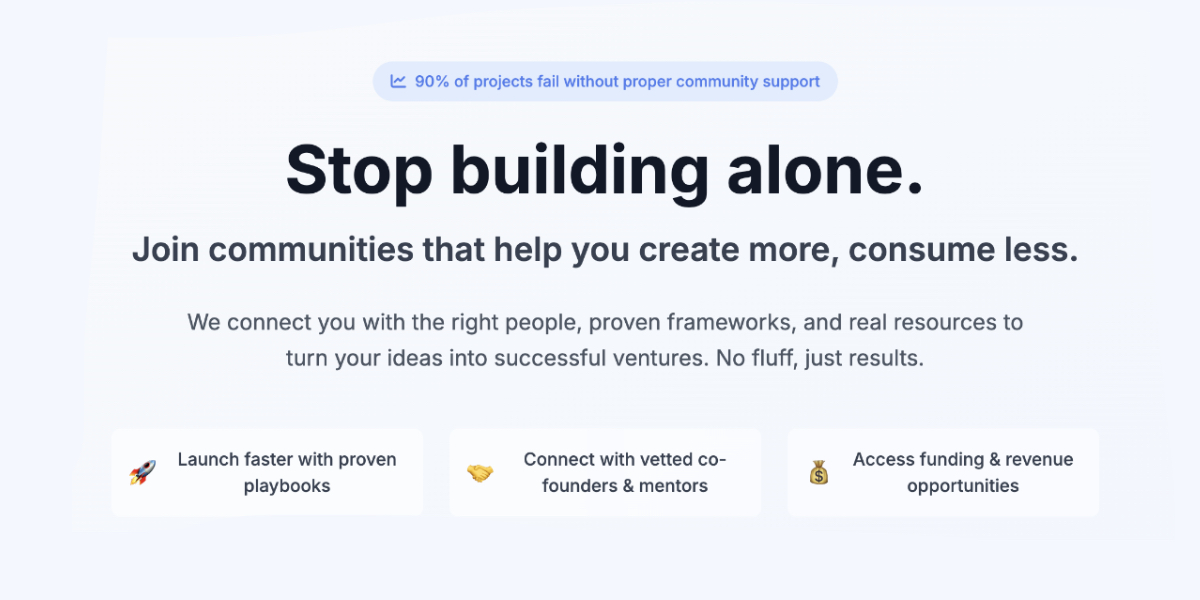 90% of projects fail without proper community support
Stop building alone.
Join communities that help you create more, consume less.
We connect you with the right people, proven frameworks, and real resources to
turn your ideas into successful ventures. No fluff, just results.
Launch faster with proven
playbooks
Connect with vetted co-
founders & mentors
Access funding & revenue
opportunities